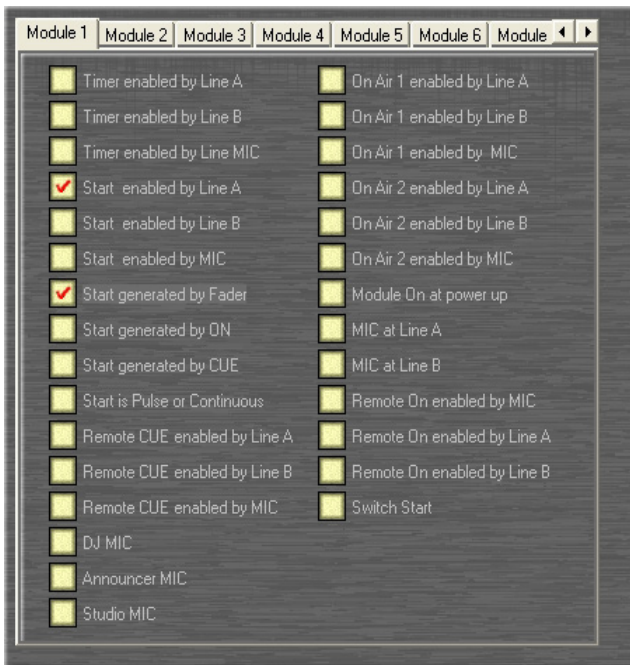 Module 1 Module 2 Module 3 Module 4 Module 5 Module 6 Module
Timer enabled by Line A
Timer enabled by Line B
Timer enabled by Line MIC
Start enabled by Line A
Start enabled by Line B
Start enabled by MIC
Start generated by Fader
Start generated by ON
Start generated by CUE
Start is Pulse or Continuous
Remote CUE enabled by Line A
Remote CUE enabled by Line B
Remote CUE enabled by MIC
DJ MIC
Announcer MIC
Studio MIC
On Air 1 enabled by Line A
On Air 1 enabled by Line B
On Air 1 enabled by MIC
On Air 2 enabled by Line A
On Air 2 enabled by Line B
On Air 2 enabled by MIC
Module On at power up
MIC at Line A
MIC at Line B
Remote On enabled by MIC
Remote On enabled by Line A
Remote On enabled by Line B
Switch Start